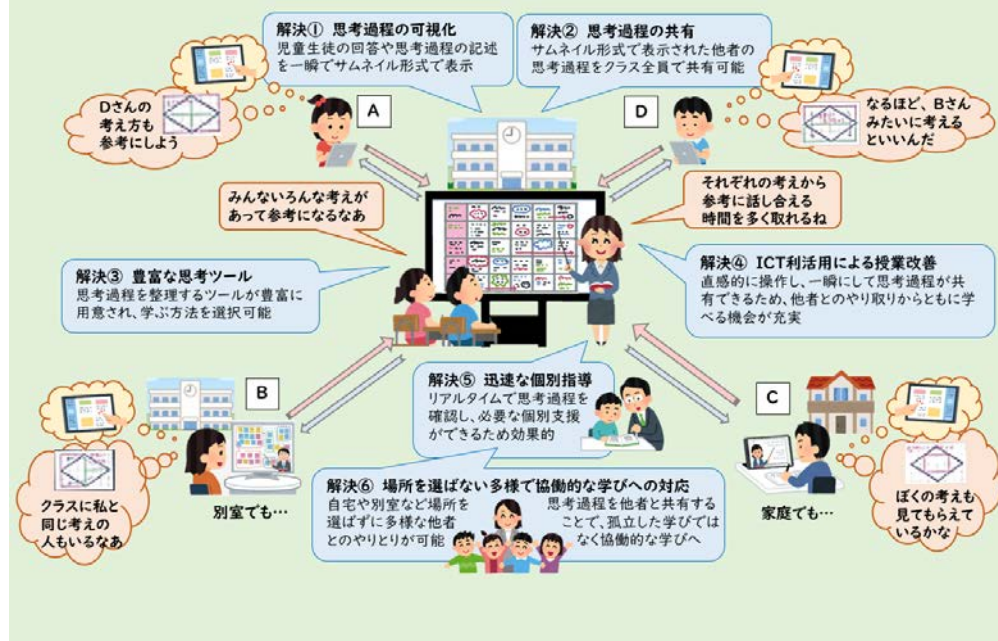 解決① 思考過程の可視化
児童生徒の回答や思考過程の記述
を一瞬でサムネイル形式で表示
解決② 思考過程の共有
サムネイル形式で表示された他者の
思考過程をクラス全員で共有可能
A
D
Dさんの
考え方も
参考にしよう
なるほど、Bさん
みたいに考える
といいんだ
みんないろんな考えが
あって参考になるなあ
それぞれの考えから
参考に話し合える
時間を多く取れるね
解決③ 豊富な思考ツール
思考過程を整理するツールが豊富に
用意され、学ぶ方法を選択可能
解決④ ICT利活用による授業改善
直感的に操作し、一瞬にして思考過程が共
有できるため、他者とのやり取りからともに学
べる機会が充実
B
解決⑤ 迅速な個別指導
リアルタイムで思考過程を
確認し、必要な個別支援
ができるため効果的
C
クラスに私と
同じ考えの
人もいるなあ
別室でも…
解決⑥ 場所を選ばない多様で協働的な学びへの対応
自宅や別室など場所を
選ばずに多様な他者
とのやりとりが可能
思考過程を他者と共有する
ことで、孤立した学びでは
なく協働的な学びへ
家庭でも…
ぼくの考えも
見てもらえて
いるかな